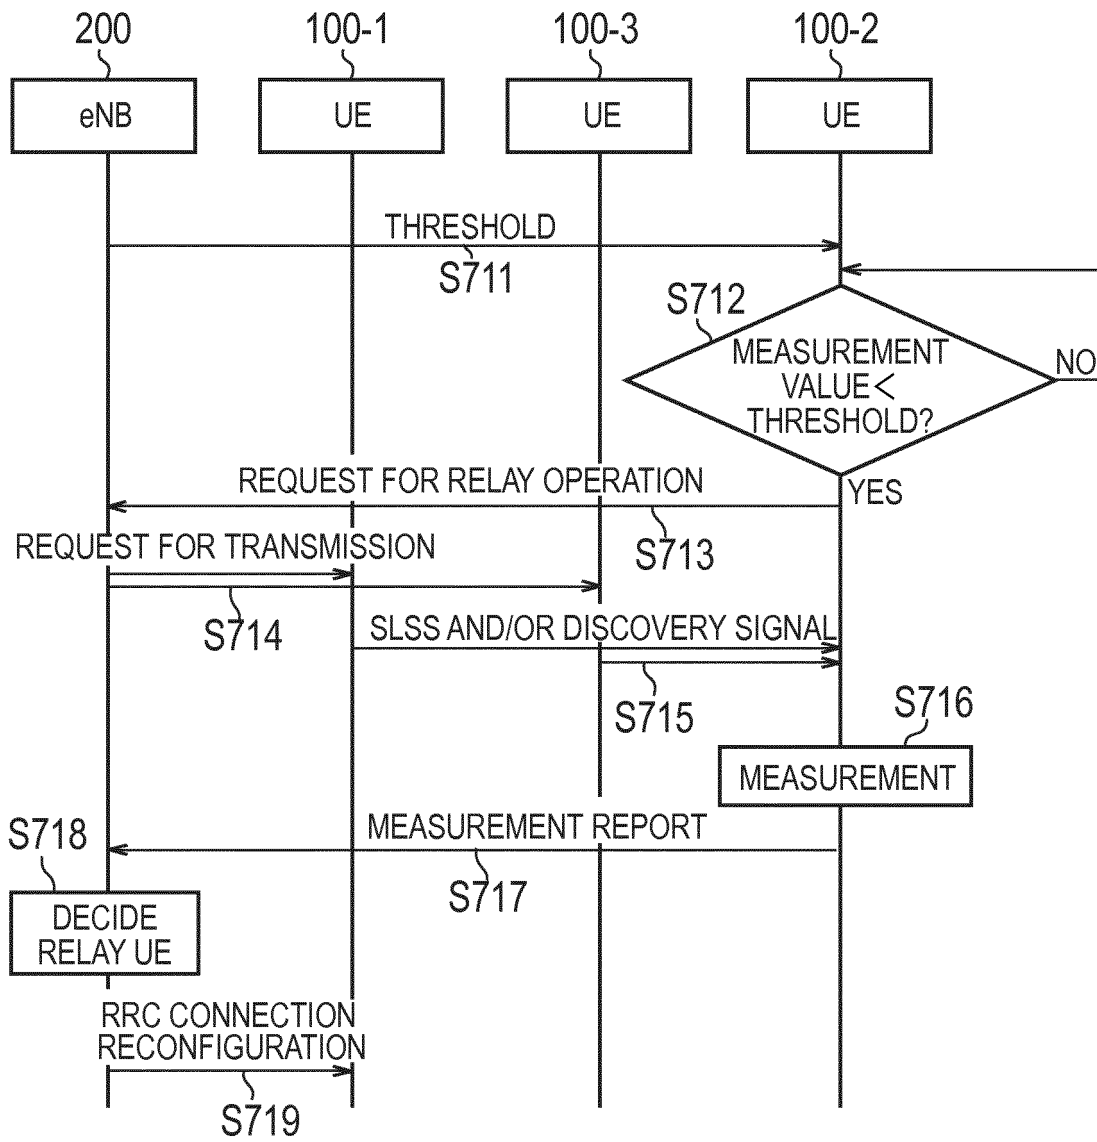 200
100-1
100-3
100-2
eNB
UE
UE
UE
THRESHOLD
S711
S712
MEASUREMENT
VALUE<
THRESHOLD?
NO
YES
REQUEST FOR RELAY OPERATION
S713
REQUEST FOR TRANSMISSION
S714
SLSS AND/OR DISCOVERY SIGNAL
S715
S716
MEASUREMENT
MEASUREMENT REPORT
S717
S718
DECIDE
RELAY UE
RRC CONNECTION
RECONFIGURATION
S719